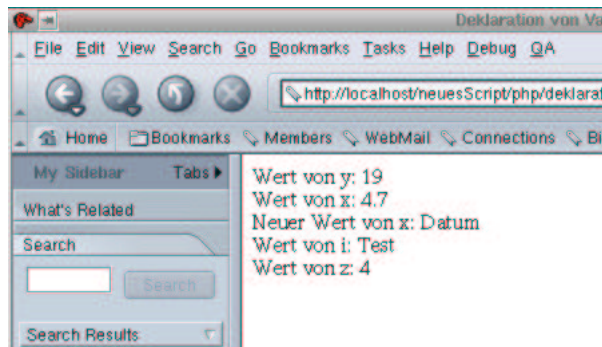 Deklaration von Va
File Edit View Search Go Bookmarks Tasks Help Debug QA
http://localhost/neuesScript/php/deklarat
Home Bookmarks Members WebMail Connections Bi
My Sidebar Tabs
What's Related
Search
Search
Search Results
Wert von y: 19
Wert von x: 4.7
Neuer Wert von x: Datum
Wert von i: Test
Wert von z: 4